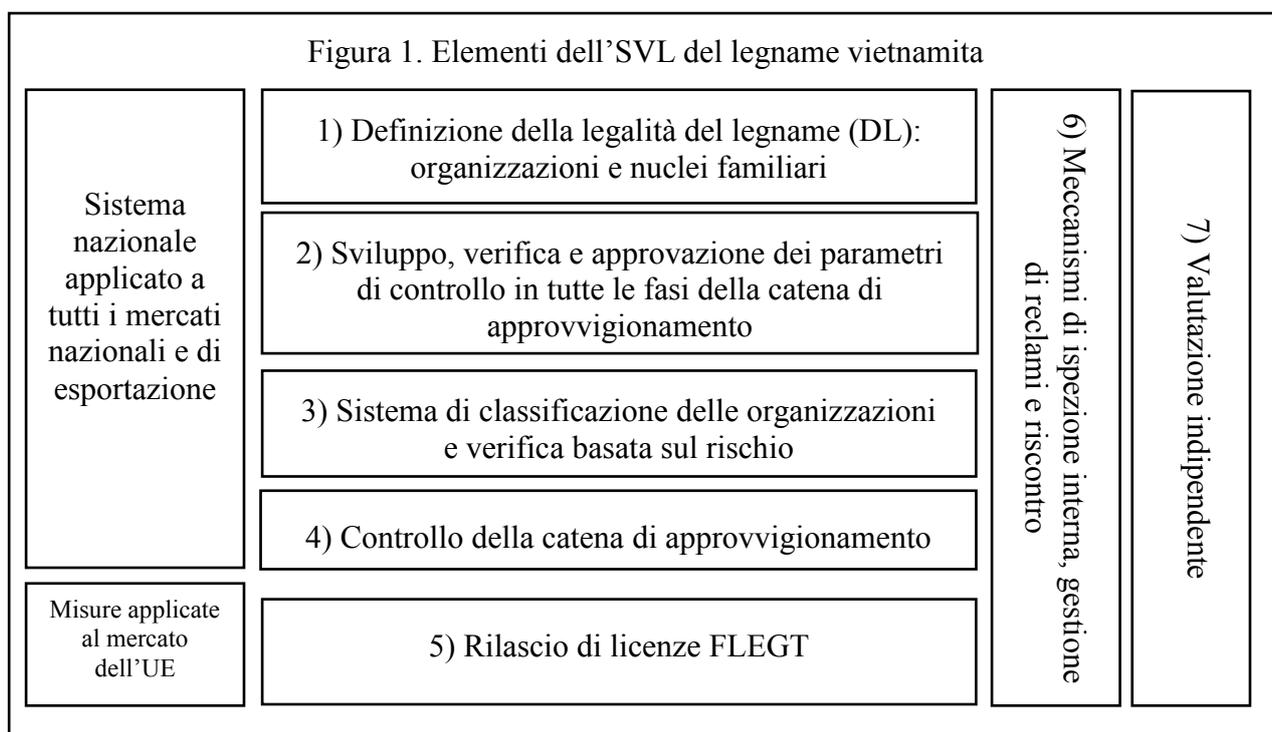 Figura 1. Elementi dell’SVL del legname vietnamita
Sistema
nazionale
applicato a
tutti i mercati
nazionali e di
esportazione
1) Definizione della legalità del legname (DL):
organizzazioni e nuclei familiari
2) Sviluppo, verifica e approvazione dei parametri
di controllo in tutte le fasi della catena di
approvvigionamento
3) Sistema di classificazione delle organizzazioni
e verifica basata sul rischio
4) Controllo della catena di approvvigionamento
Misure applicate
al mercato
dell’UE
5) Rilascio di licenze FLEGT
6) Meccanismi di ispezione interna, gestione
di reclami e riscontro
7) Valutazione indipendente